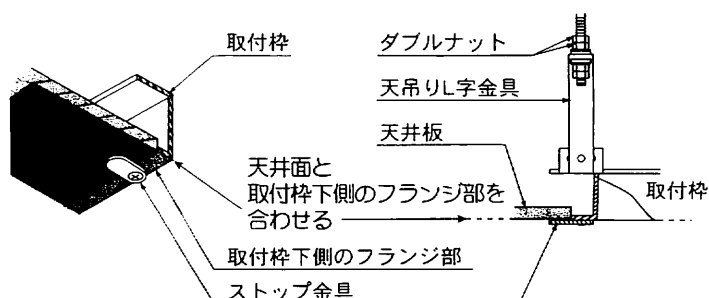 取付枠
ダブルナット
天吊りL字金具
天井板
天井面と
取付枠下側のフランジ部を
合わせる
取付枠
取付枠下側のフランジ部
ストップ金具